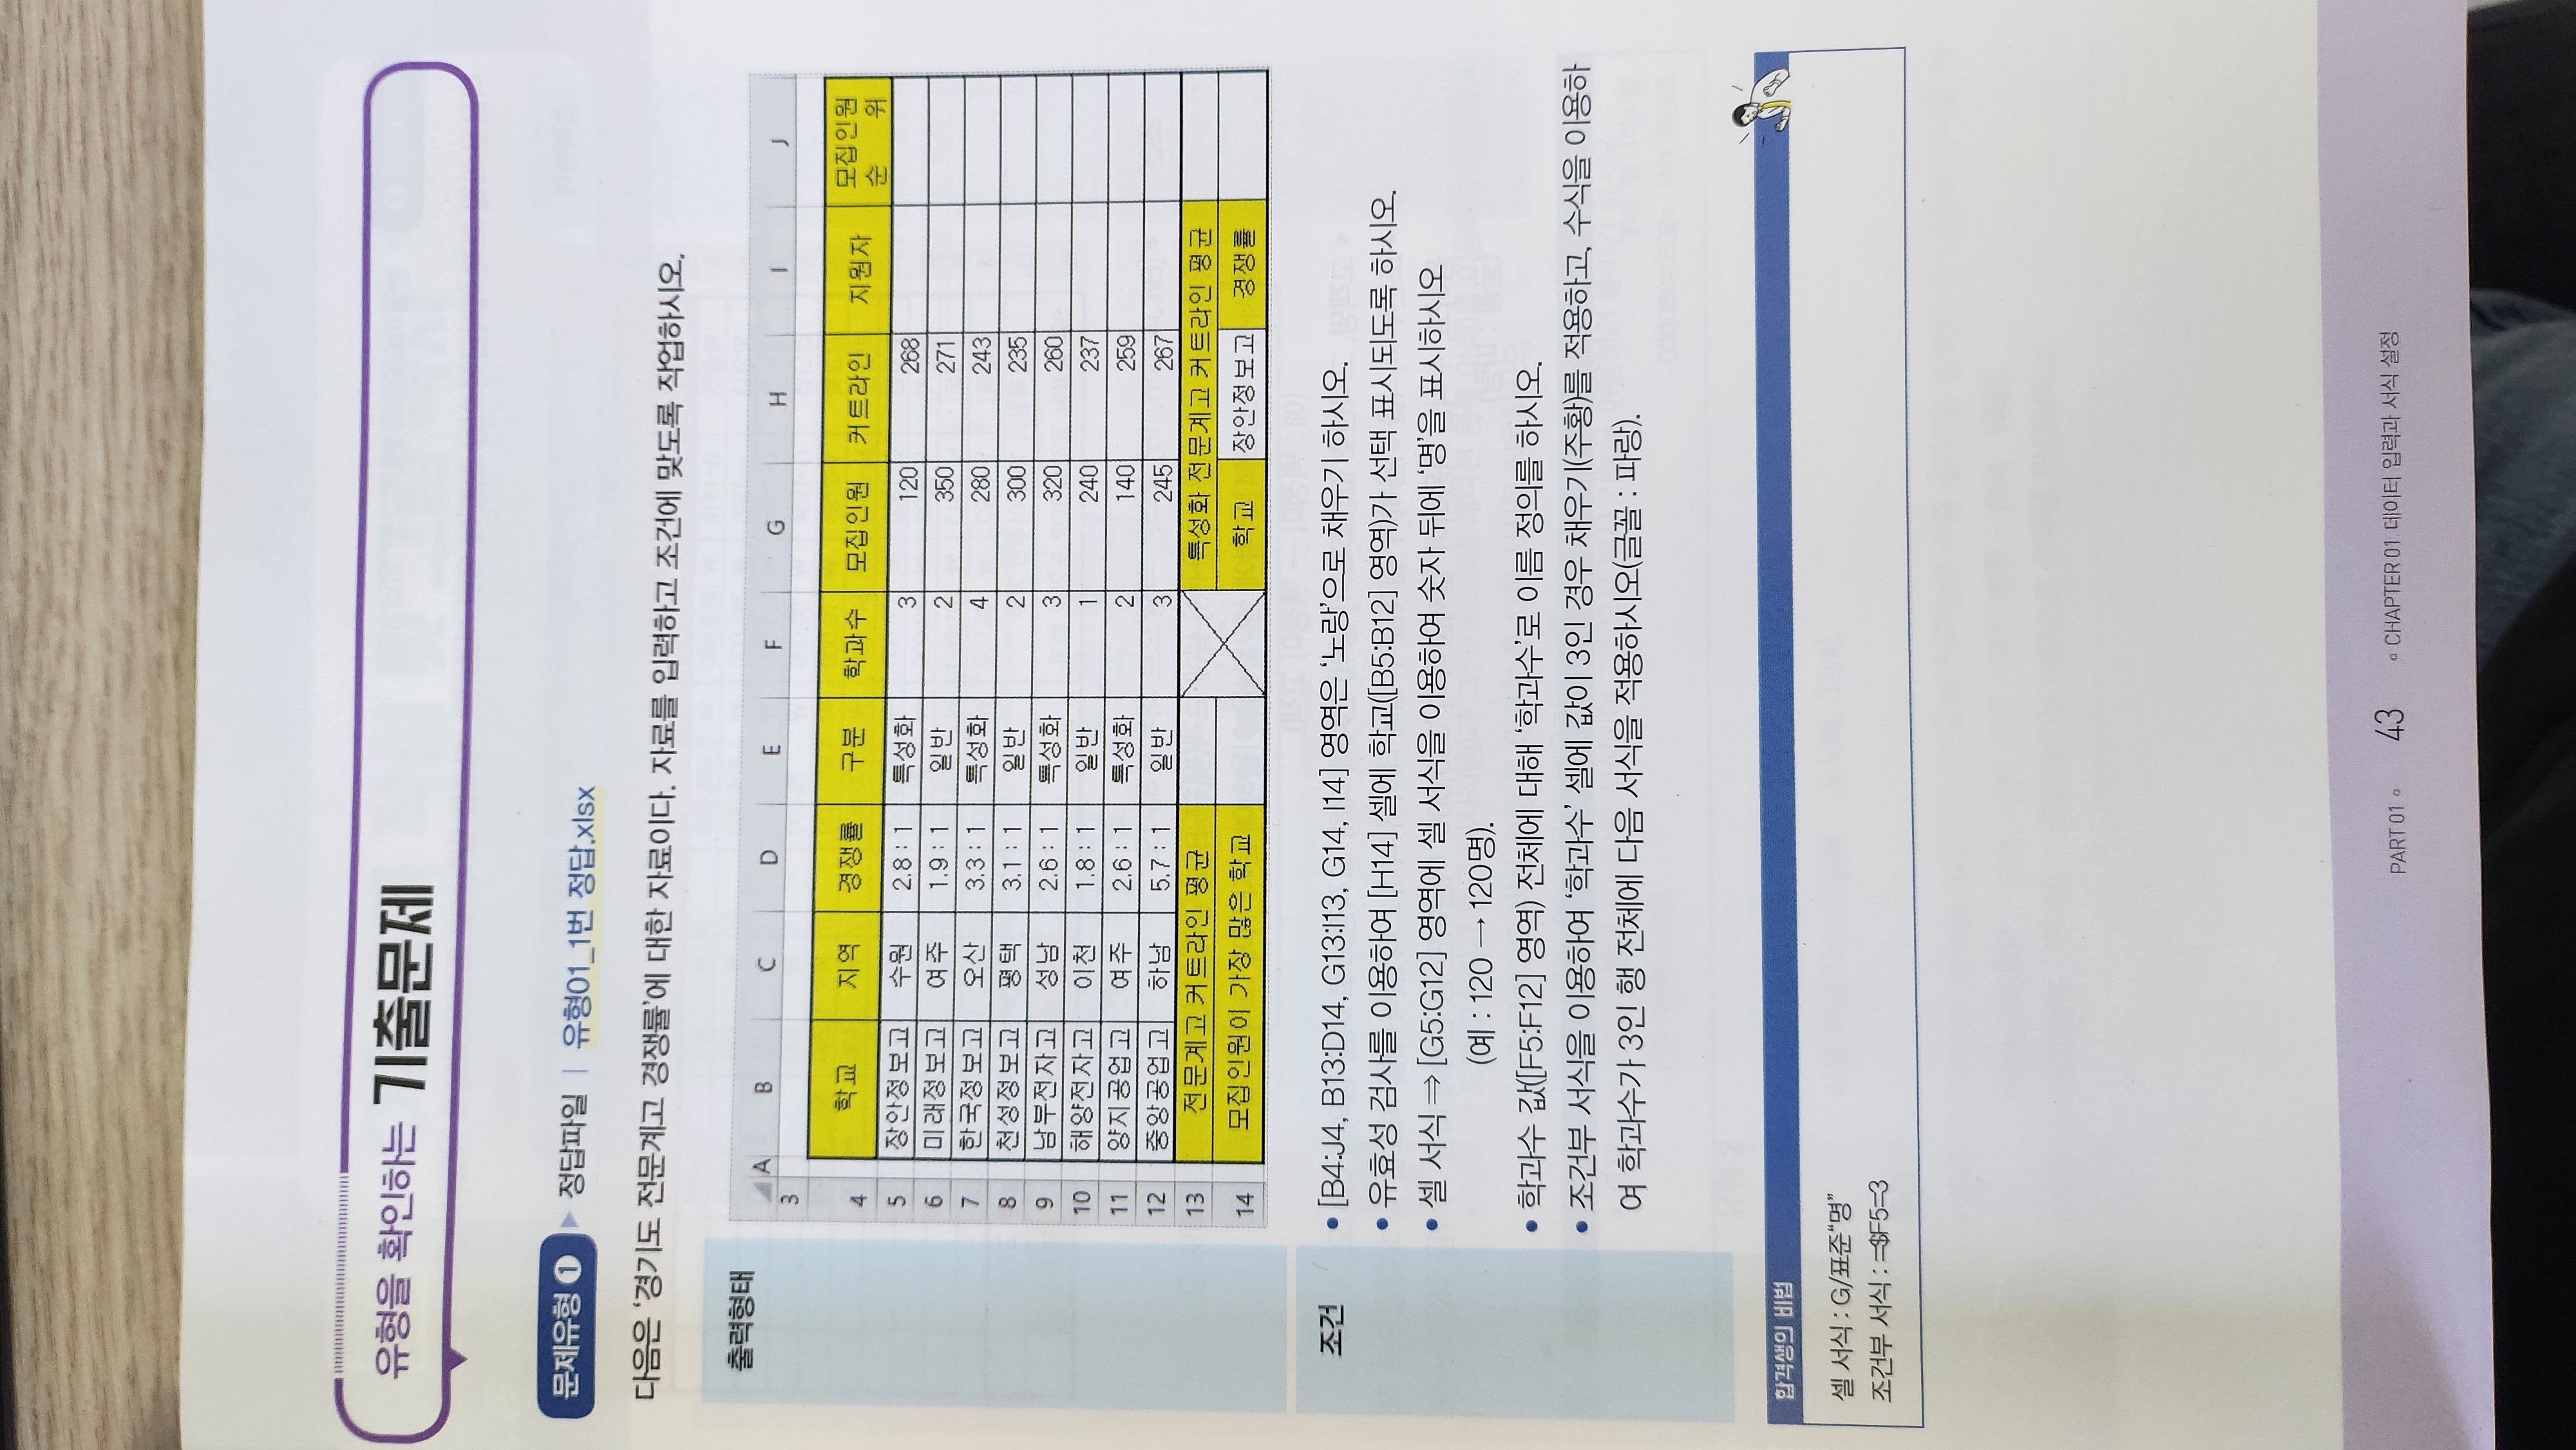 유형을 확인하는 기출문제
문제유형 ❶ ▶ 정답파일 | 유형01_1번 정답.xlsx
다음은 ‘경기도 전문계고 경쟁률’에 대한 자료이다. 자료를 입력하고 조건에 맞도록 작업하시오.
출력형태
A B C D E F G H I J
3
4 학교 지역 경쟁률 구분 학과수 모집인원 커트라인 지원자 모집인원 순 위
5 장안정보고 수원 2.8 : 1 특성화 3 120 268
6 미래정보고 여주 1.9 : 1 일반 2 350 271
7 한국정보고 오산 3.3 : 1 특성화 4 280 243
8 천성정보고 평택 3.1 : 1 일반 2 300 235
9 남부전자고 성남 2.6 : 1 특성화 3 320 260
10 해양전자고 이천 1.8 : 1 일반 1 240 237
11 양지공업고 여주 2.6 : 1 특성화 2 140 259
12 중앙공업고 하남 5.7 : 1 일반 3 245 267
13 전문계고 커트라인 평균 특성화 전문계고 커트라인 평균
14 모집인원이 가장 많은 학교 학교 장안정보고 경쟁률
조건
• [B4:J4, B13:D14, G13:I13, G14, I14] 영역은 ‘노랑’으로 채우기 하시오.
• 유효성 검사를 이용하여 [H14] 셀에 학교([B5:B12] 영역)가 선택 표시되도록 하시오.
• 셀 서식 ⇒ [G5:G12] 영역에 셀 서식을 이용하여 숫자 뒤에 ‘명’을 표시하시오
(예 : 120 → 120명).
• 학과수 값([F5:F12] 영역) 전체에 대해 ‘학과수’로 이름 정의를 하시오.
• 조건부 서식을 이용하여 ‘학과수’ 셀에 값이 3인 경우 채우기(주황)를 적용하고, 수식을 이용하
여 학과수가 3인 행 전체에 다음 서식을 적용하시오(글꼴 : 파랑).
합격생의 비법
셀 서식 : G/표준“명”
조건부 서식 : =$F5=3
PART 01 43 CHAPTER 01 데이터 입력과 서식 설정